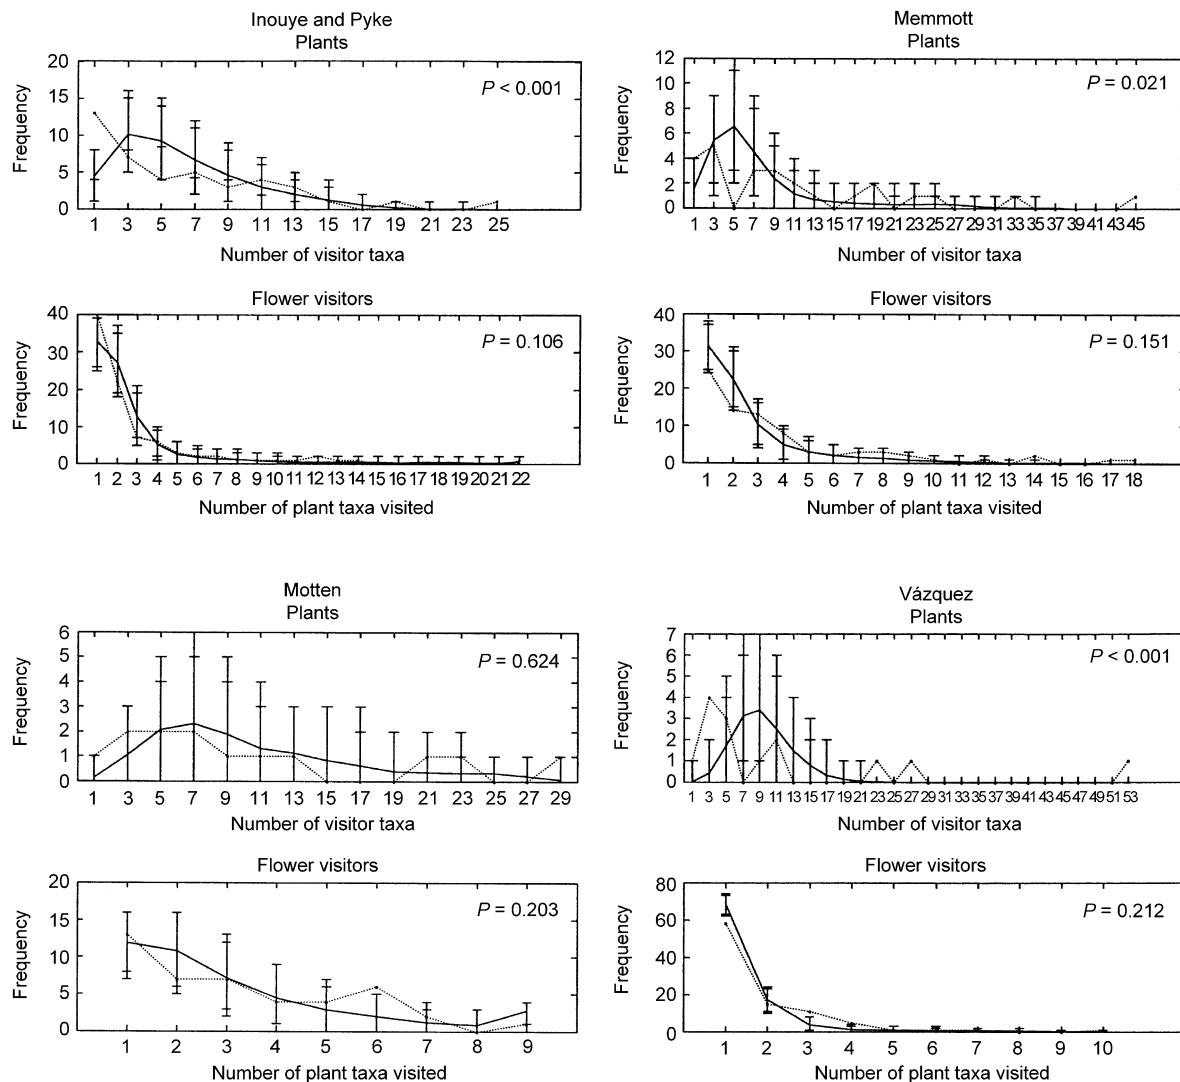 Inouye and Pyke
Plants
P < 0.001
Frequency
20
15
10
5
0
1 3 5 7 9 11 13 15 17 19 21 23 25
Number of visitor taxa
Flower visitors
P = 0.106
Frequency
40
30
20
10
0
1 2 3 4 5 6 7 8 9 10 11 12 13 14 15 16 17 18 19 20 21 22
Number of plant taxa visited
Memmott
Plants
P = 0.021
Frequency
12
10
8
6
4
2
0
1 3 5 7 9 11 13 15 17 19 21 23 25 27 29 31 33 35 37 39 41 43 45
Number of visitor taxa
Flower visitors
P = 0.151
Frequency
40
30
20
10
0
1 2 3 4 5 6 7 8 9 10 11 12 13 14 15 16 17 18
Number of plant taxa visited
Motten
Plants
P = 0.624
Frequency
6
5
4
3
2
1
0
1 3 5 7 9 11 13 15 17 19 21 23 25 27 29
Number of visitor taxa
Flower visitors
P = 0.203
Frequency
20
15
10
5
0
1 2 3 4 5 6 7 8 9
Number of plant taxa visited
Vázquez
Plants
P < 0.001
Frequency
7
6
5
4
3
2
1
0
1 3 5 7 9 11 13 15 17 19 21 23 25 27 29 31 33 35 37 39 41 43 45 47 49 51 53
Number of visitor taxa
Flower visitors
P = 0.212
Frequency
80
60
40
20
0
1 2 3 4 5 6 7 8 9 10
Number of plant taxa visited